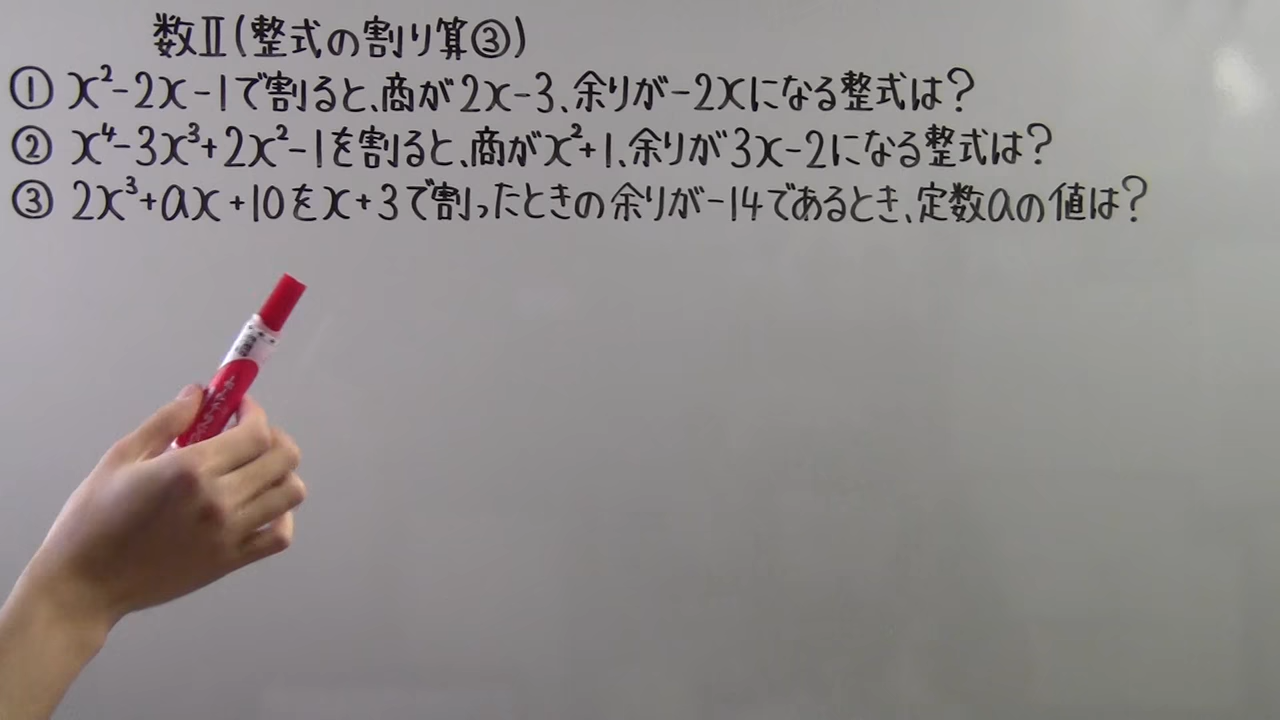 数Ⅱ(整式の割り算③)
① x²-2x-1で割ると、商が2x-3、余りが-2xになる整式は?
② x⁴-3x³+2x²-1を割ると、商がx²+1、余りが3x-2になる整式は?
③ 2x³+ax+10をx+3で割ったときの余りが-14であるとき、定数aの値は?